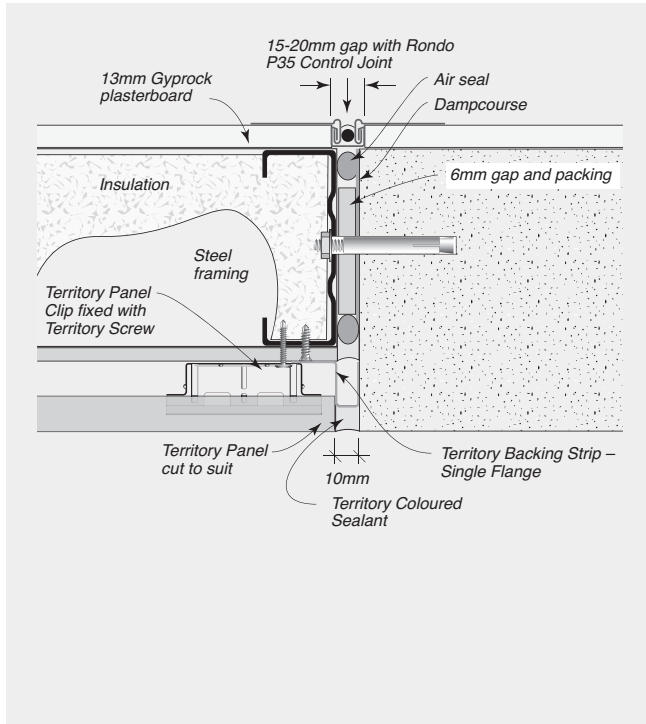 15-20mm gap with Rondo
P35 Control Joint
13mm Gyprock
plasterboard
Air seal
Dampcourse
6mm gap and packing
Insulation
Steel
framing
Territory Panel
Clip fixed with
Territory Screw
Territory Panel
cut to suit
10mm
Territory Backing Strip –
Single Flange
Territory Coloured
Sealant